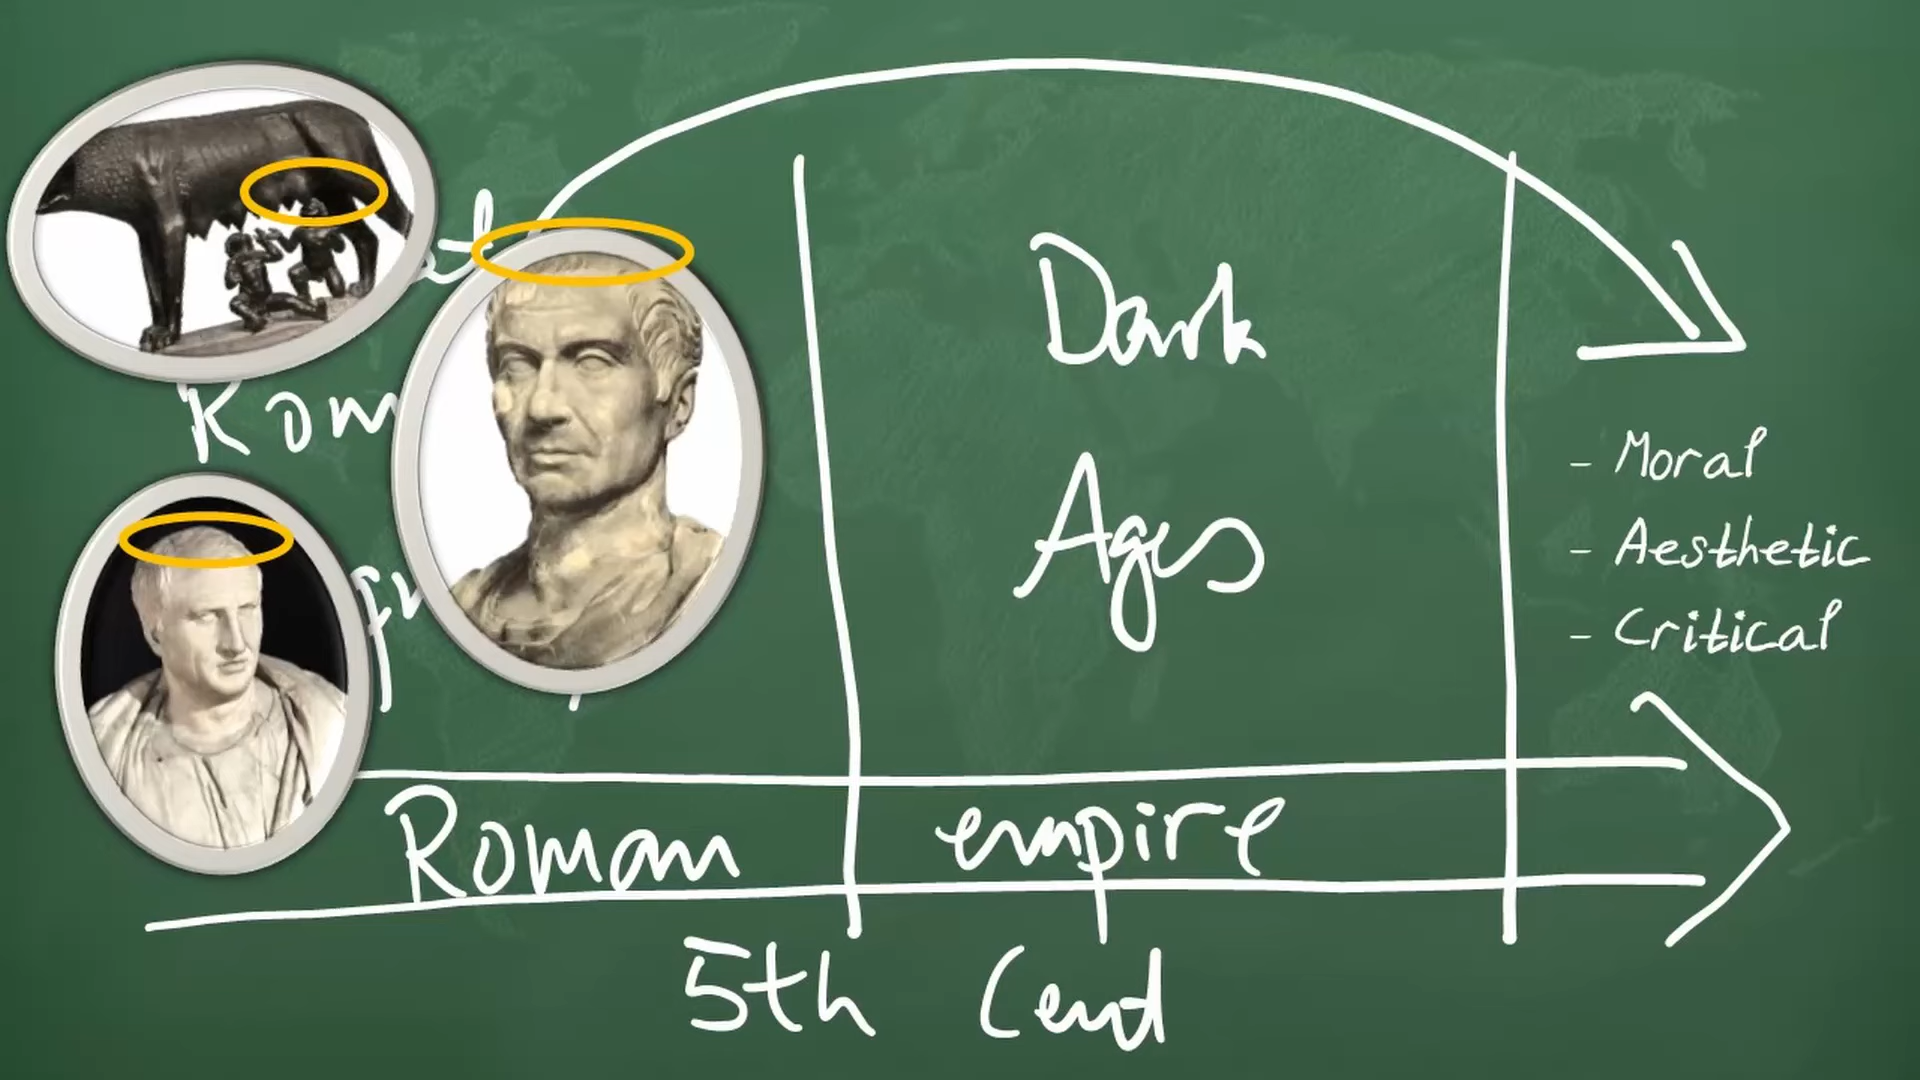 Dark
Ages
- Moral
- Aesthetic
- Critical
Roman empire
5th Cent